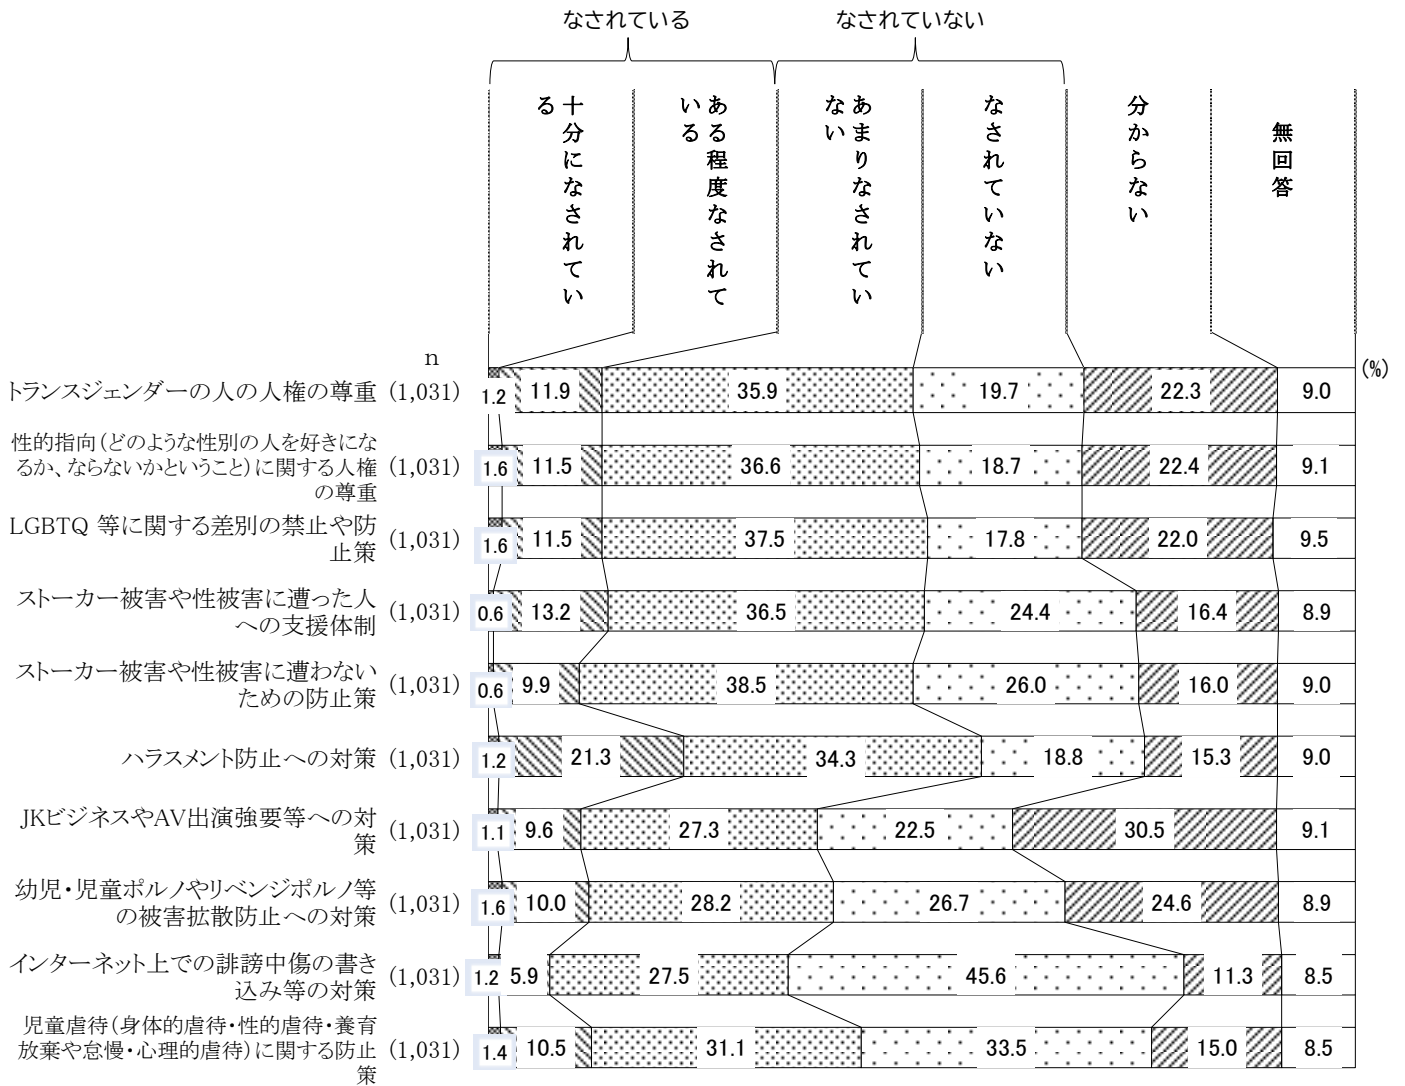 なされている
なされていない
十分になされてい
る
ある程度なされて
いる
あまりなされてい
ない
なされていない
分からない
無回答
n
(%)
トランスジェンダーの人の人権の尊重 (1,031) 1.2 11.9 35.9 19.7 22.3 9.0
性的指向(どのような性別の人を好きにな
るか、ならないかということ)に関する人権 (1,031) 1.6 11.5 36.6 18.7 22.4 9.1
の尊重
LGBTQ 等に関する差別の禁止や防
止策 (1,031) 1.6 11.5 37.5 17.8 22.0 9.5
ストーカー被害や性被害に遭った人
への支援体制 (1,031) 0.6 13.2 36.5 24.4 16.4 8.9
ストーカー被害や性被害に遭わない
ための防止策 (1,031) 0.6 9.9 38.5 26.0 16.0 9.0
ハラスメント防止への対策 (1,031) 1.2 21.3 34.3 18.8 15.3 9.0
JKビジネスやAV出演強要等への対
策 (1,031) 1.1 9.6 27.3 22.5 30.5 9.1
幼児・児童ポルノやリベンジポルノ等
の被害拡散防止への対策 (1,031) 1.6 10.0 28.2 26.7 24.6 8.9
インターネット上での誹謗中傷の書き
込み等の対策 (1,031) 1.2 5.9 27.5 45.6 11.3 8.5
児童虐待(身体的虐待・性的虐待・養育
放棄や怠慢・心理的虐待)に関する防止 (1,031) 1.4 10.5 31.1 33.5 15.0 8.5
策